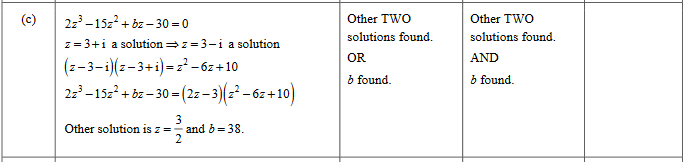 (c)
2z³ – 15z² + bz – 30 = 0
z = 3 + i a solution ⇒ z = 3 – i a solution
(z – 3 – i)(z – 3 + i) = z² – 6z + 10
2z³ – 15z² + bz – 30 = (2z – 3)(z² – 6z + 10)
Other solution is z = 3/2 and b = 38.
Other TWO
solutions found.
OR
b found.
Other TWO
solutions found.
AND
b found.